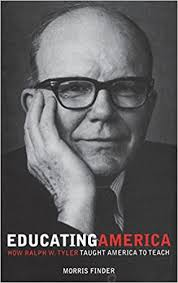 EDUCATINGAMERICA
HOW RALPH W. TYLER TAUGHT AMERICA TO TEACH
MORRIS FINDER